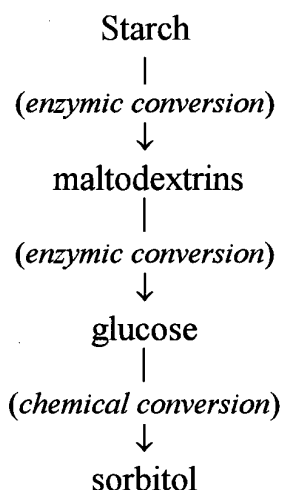 Starch
(enzymic conversion)
maltodextrins
(enzymic conversion)
glucose
(chemical conversion)
sorbitol